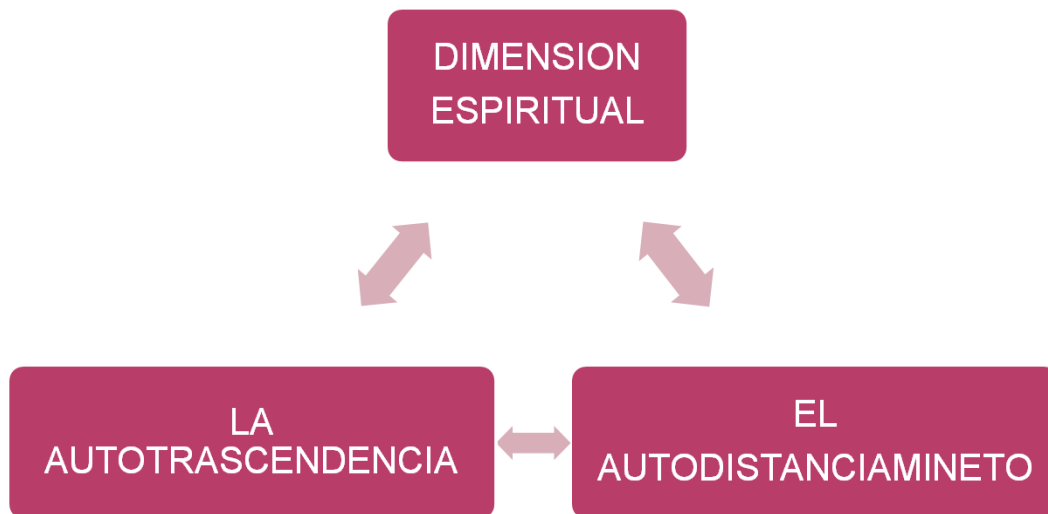 DIMENSION
ESPIRITUAL
LA
AUTOTRASCENDENCIA
EL
AUTODISTANCIAMINETO